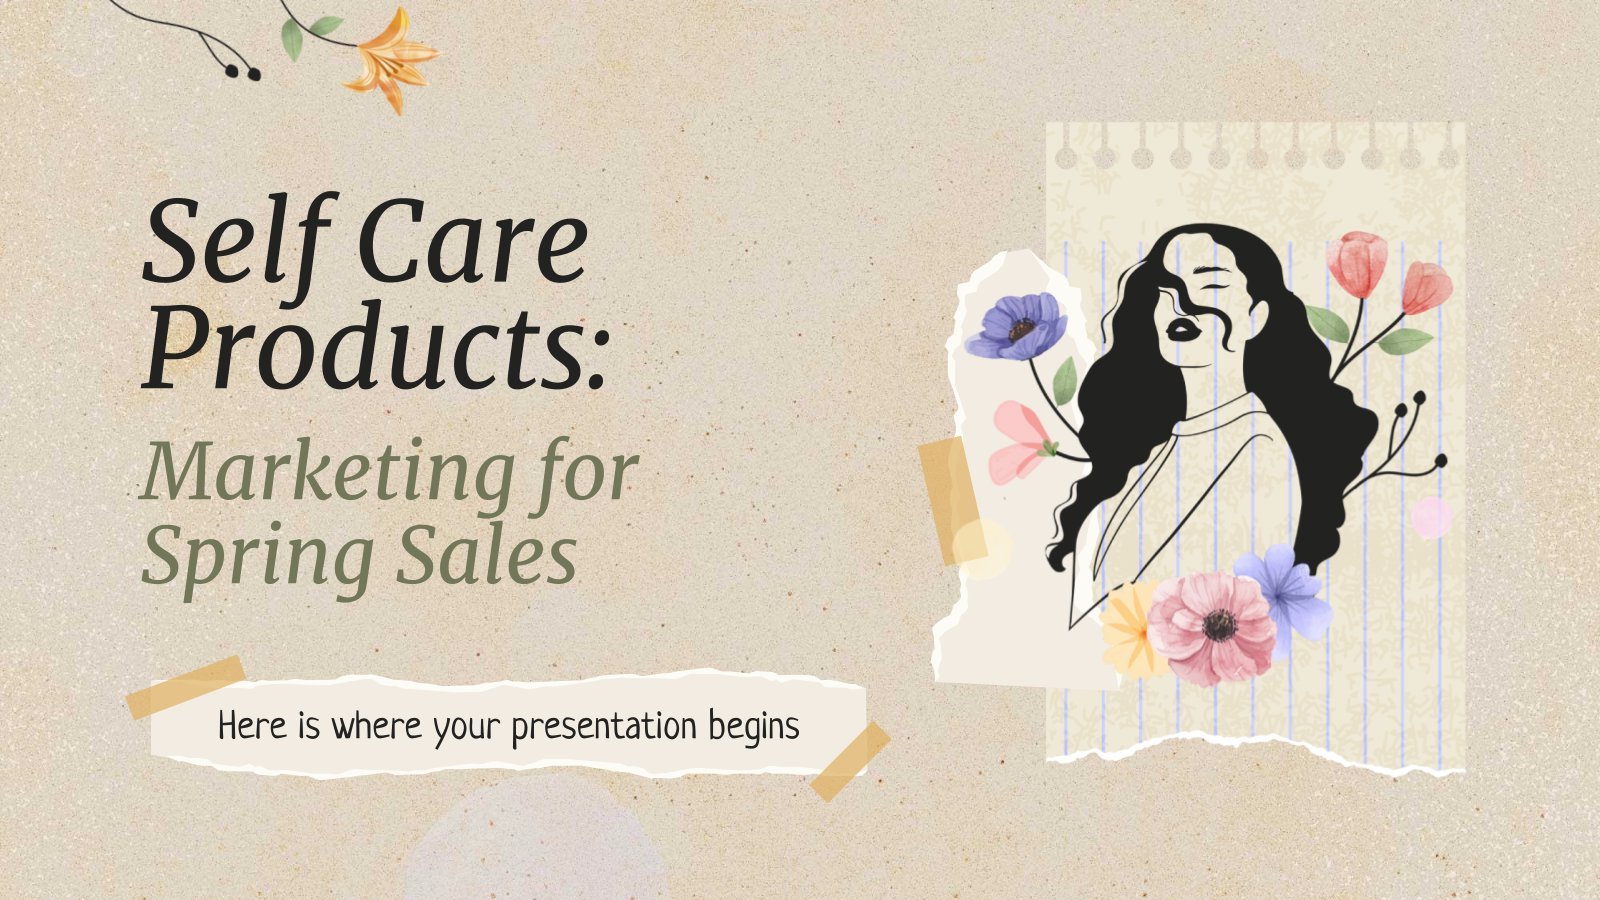 Self Care
Products:
Marketing for
Spring Sales
Here is where your presentation begins